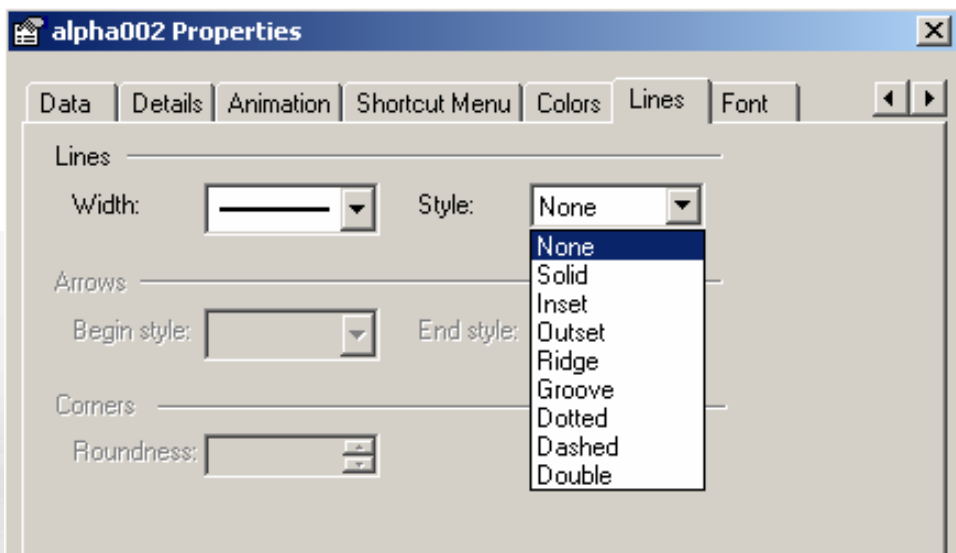 alpha002 Properties
Data Details Animation Shortcut Menu Colors Lines Font
Lines
Width: Style: None
None
Solid
Inset
Arrows
Outset
Begin style: End style:
Ridge
Groove
Corners
Dotted
Roundness:
Dashed
Double